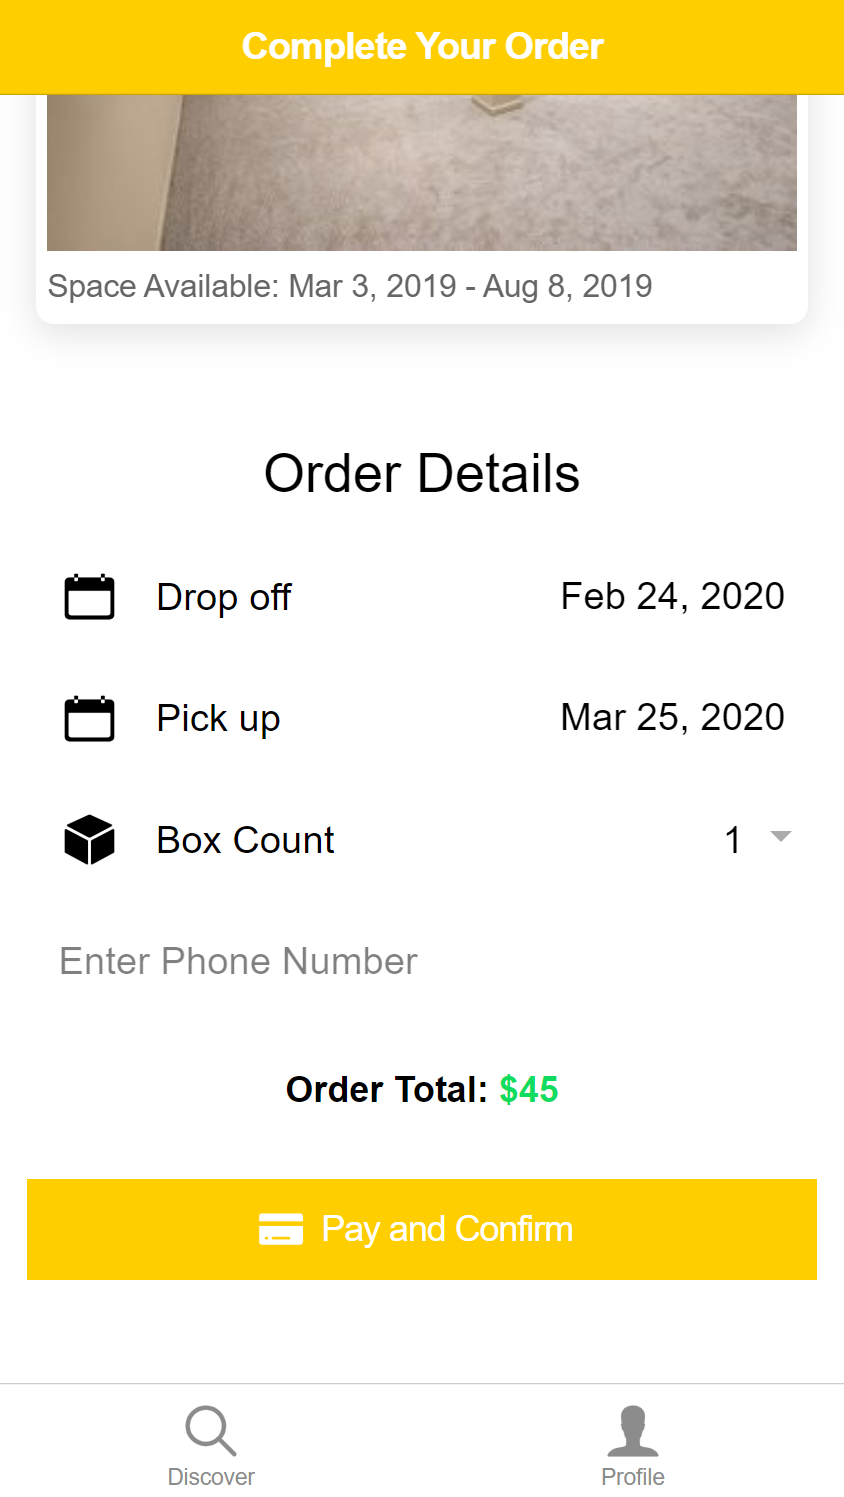 Complete Your Order
Space Available: Mar 3, 2019 - Aug 8, 2019
Order Details
Drop off Feb 24, 2020
Pick up Mar 25, 2020
Box Count 1
Enter Phone Number
Order Total: $45
Pay and Confirm
Discover Profile